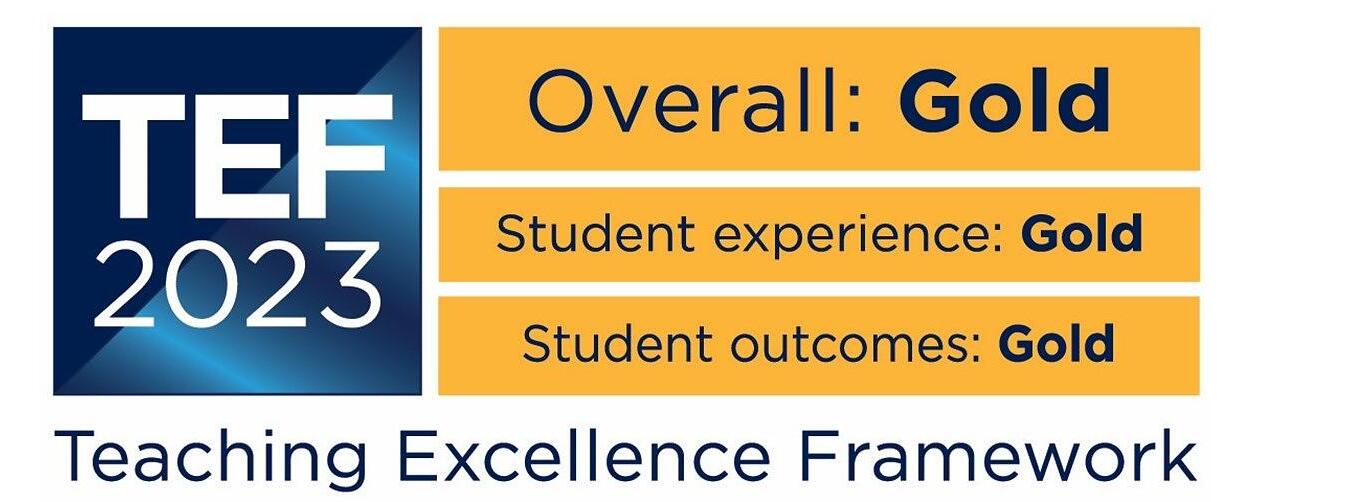 TEF
2023
Overall: Gold
Student experience: Gold
Student outcomes: Gold
Teaching Excellence Framework